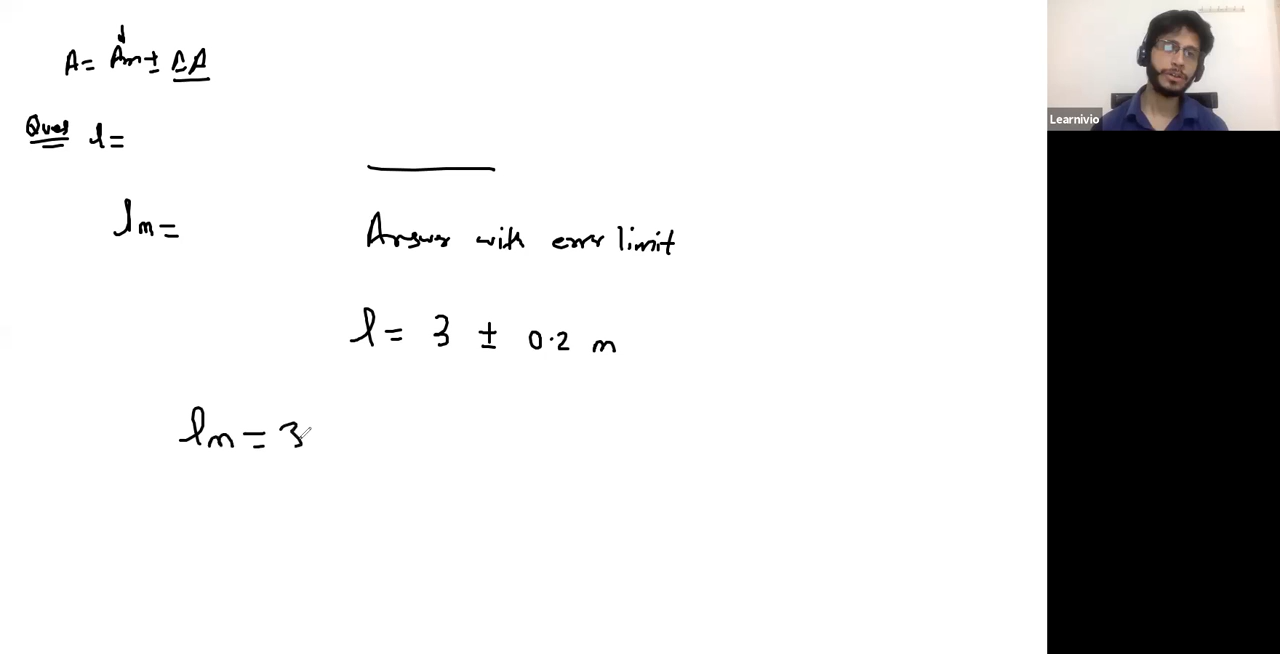 A = Am ± ΔA
Ques l =
lm =
Answer with error limit
l = 3 ± 0.2 m
lm = 3
Learnivio